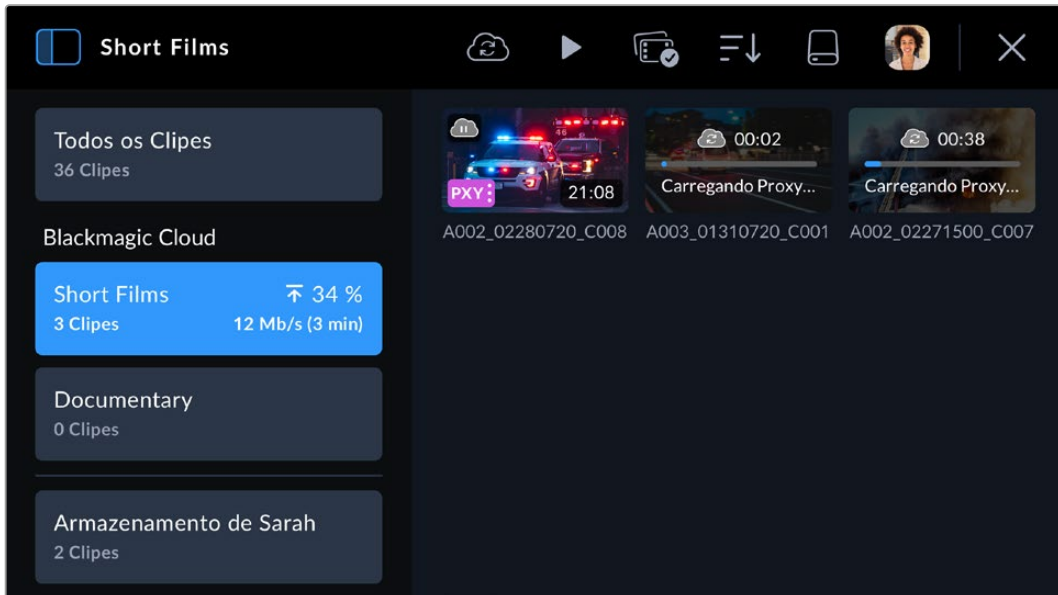 Short Films
Todos os Clipes
36 Clipes
Blackmagic Cloud
Short Films 34 %
3 Clipes 12 Mb/s (3 min)
Documentary
0 Clipes
Armazenamento de Sarah
2 Clipes
46
PXY
21:08
A002_02280720_C008
00:02
Carregando Proxy...
A003_01310720_C001
00:38
Carregando Proxy...
A002_02271500_C007